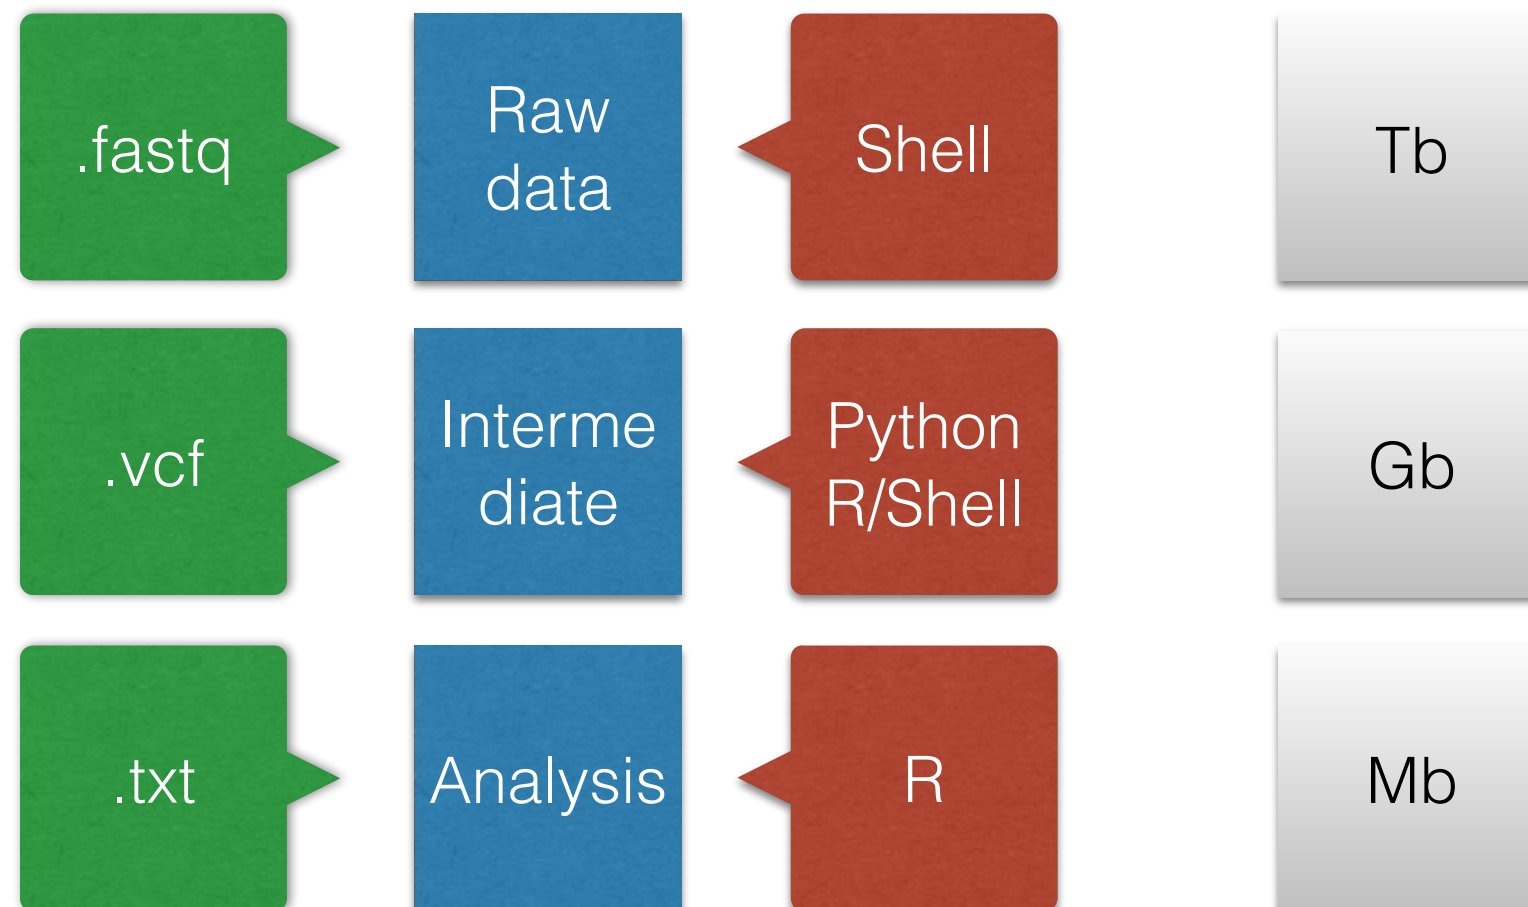 .fastq
Raw
data
Shell
Tb
.vcf
Interme
diate
Python
R/Shell
Gb
.txt
Analysis
R
Mb